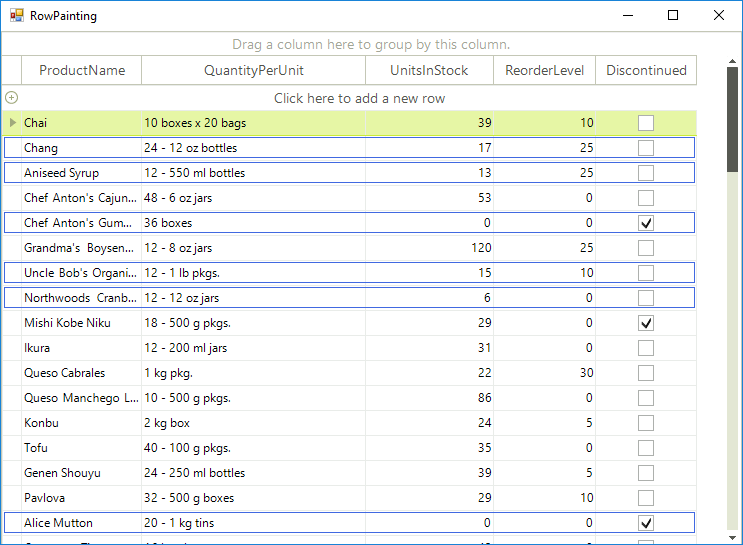 RowPainting
Drag a column here to group by this column.
ProductName QuantityPerUnit UnitsInStock ReorderLevel Discontinued
Click here to add a new row
Chai 10 boxes x 20 bags 39 10
Chang 24 - 12 oz bottles 17 25
Aniseed Syrup 12 - 550 ml bottles 13 25
Chef Anton's Cajun... 48 - 6 oz jars 53 0
Chef Anton's Gum... 36 boxes 0 0
Grandma's Boysen... 12 - 8 oz jars 120 25
Uncle Bob's Organi... 12 - 1 lb pkgs. 15 10
Northwoods Cranb... 12 - 12 oz jars 6 0
Mishi Kobe Niku 18 - 500 g pkgs. 29 0
Ikura 12 - 200 ml jars 31 0
Queso Cabrales 1 kg pkg. 22 30
Queso Manchego L... 10 - 500 g pkgs. 86 0
Konbu 2 kg box 24 5
Tofu 40 - 100 g pkgs. 35 0
Genen Shouyu 24 - 250 ml bottles 39 5
Pavlova 32 - 500 g boxes 29 10
Alice Mutton 20 - 1 kg tins 0 0